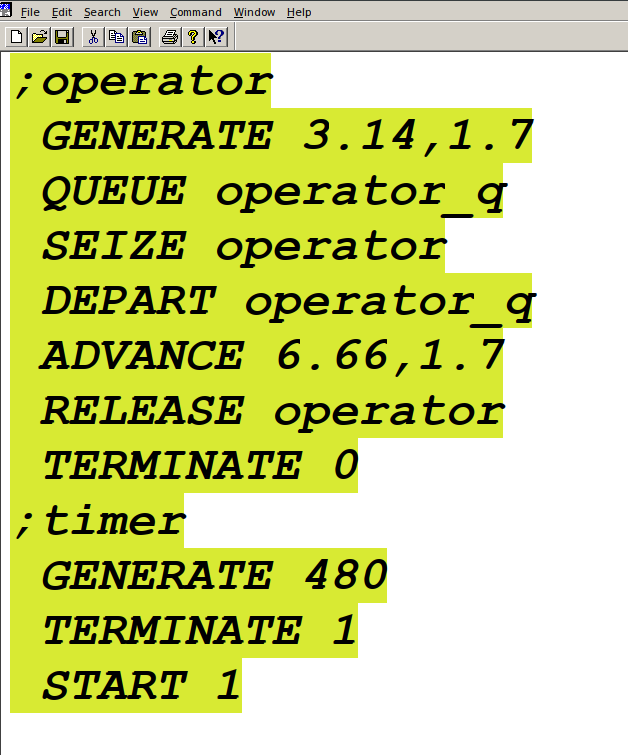 File Edit Search View Command Window Help
;operator
GENERATE 3.14,1.7
QUEUE operator_q
SEIZE operator
DEPART operator_q
ADVANCE 6.66,1.7
RELEASE operator
TERMINATE 0
;timer
GENERATE 480
TERMINATE 1
START 1